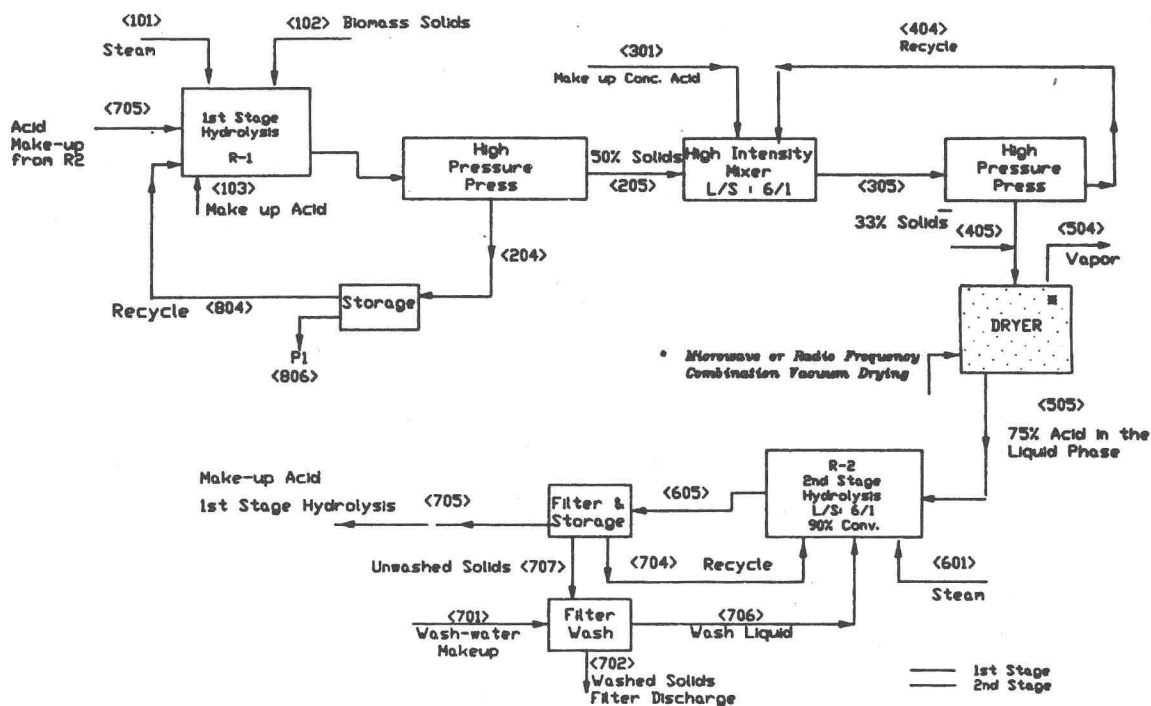 <101>
Steam
<102> Biomass Solids
<404>
Recycle
<301>
Make up Conc. Acid
<705>
Acid
Make-up
from R2
1st Stage
Hydrolysis
R-1
<103>
Make up Acid
High
Pressure
Press
50% Solids
<205>
High Intensity
Mixer
L/S : 6/1
<305>
High
Pressure
Press
33% Solids
<405>
<504>
Vapor
<204>
Recycle
<804>
Storage
P1
<806>
DRYER
*
* Microwave or Radio Frequency
Combination Vacuum Drying
<505>
75% Acid in the
Liquid Phase
Make-up Acid
1st Stage Hydrolysis
<705>
Filter &
Storage
<605>
R-2
2nd Stage
Hydrolysis
L/S: 6/1
90% Conv.
Unwashed Solids <707>
<704>
Recycle
<601>
Steam
<701>
Wash-water
Makeup
Filter
Wash
<706>
Wash Liquid
<702>
Washed Solids
Filter Discharge
1st Stage
2nd Stage